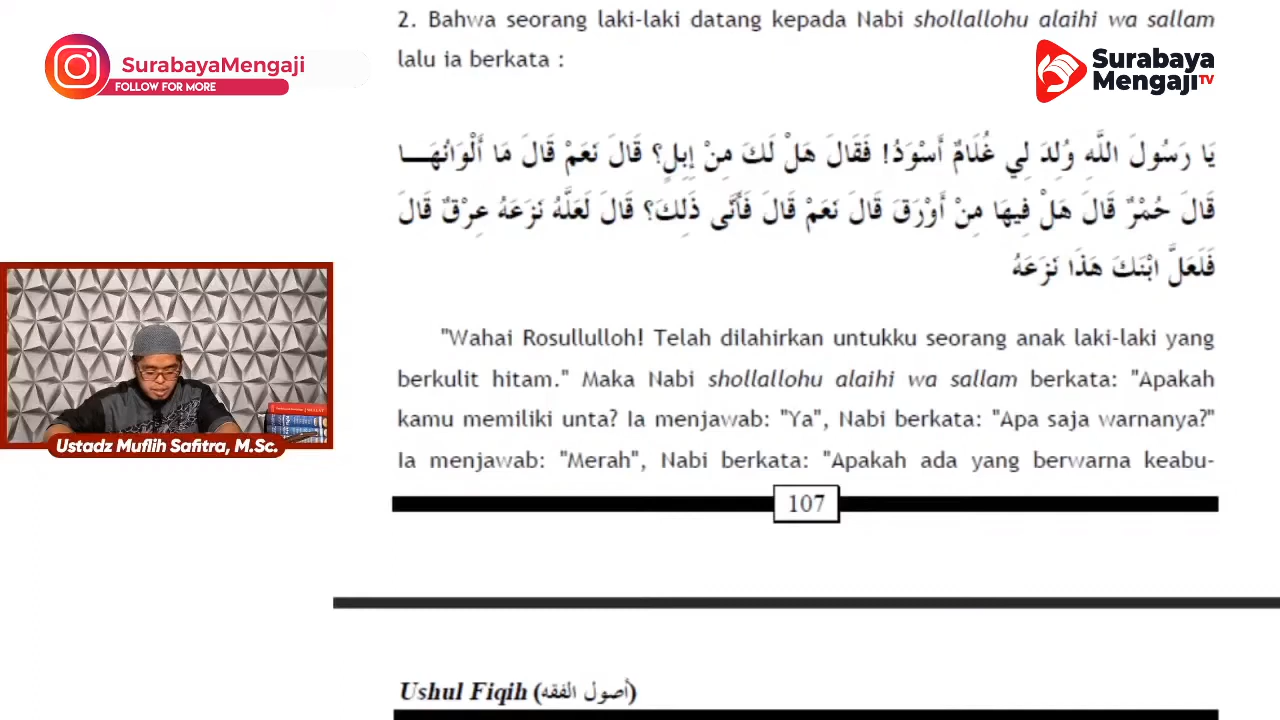 SurabayaMengaji
FOLLOW FOR MORE
Surabaya
MengajiTV
2. Bahwa seorang laki-laki datang kepada Nabi shollallohu alaihi wa sallam
lalu ia berkata :
يَا رَسُولَ اللَّهِ وُلِدَ لِي غُلَامٌ أَسْوَدُ! فَقَالَ هَلْ لَكَ مِنْ إِبِلٍ؟ قَالَ نَعَمْ قَالَ مَا أَلْوَانُهَـــا
قَالَ حُمْرٌ قَالَ هَلْ فِيهَا مِنْ أَوْرَقَ قَالَ نَعَمْ قَالَ فَأَنَّى ذَلِكَ؟ قَالَ لَعَلَّهُ نَزَعَهُ عِرْقٌ قَالَ
فَلَعَلَّ ابْنَكَ هَذَا نَزَعَهُ
"Wahai Rosullulloh! Telah dilahirkan untukku seorang anak laki-laki yang
berkulit hitam." Maka Nabi shollallohu alaihi wa sallam berkata: "Apakah
kamu memiliki unta? Ia menjawab: "Ya", Nabi berkata: "Apa saja warnanya?"
Ia menjawab: "Merah", Nabi berkata: "Apakah ada yang berwarna keabu-
107
Ustadz Muflih Safitra, M.Sc.
Ushul Fiqih (أصول الفقه)